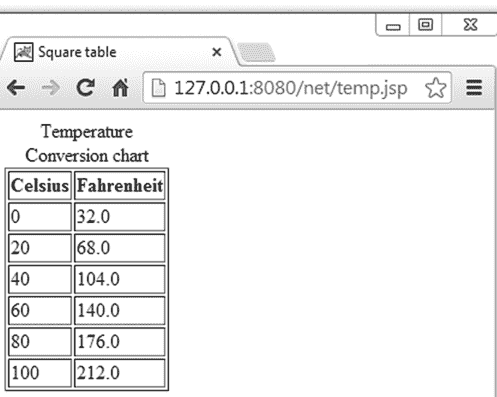 Square table
127.0.0.1:8080/net/temp.jsp
Temperature
Conversion chart
Celsius Fahrenheit
0 32.0
20 68.0
40 104.0
60 140.0
80 176.0
100 212.0